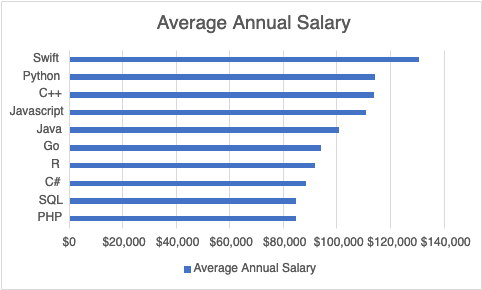 Average Annual Salary
Swift
Python
C++
Javascript
Java
Go
R
C#
SQL
PHP
$0 $20,000 $40,000 $60,000 $80,000 $100,000 $120,000 $140,000
Average Annual Salary